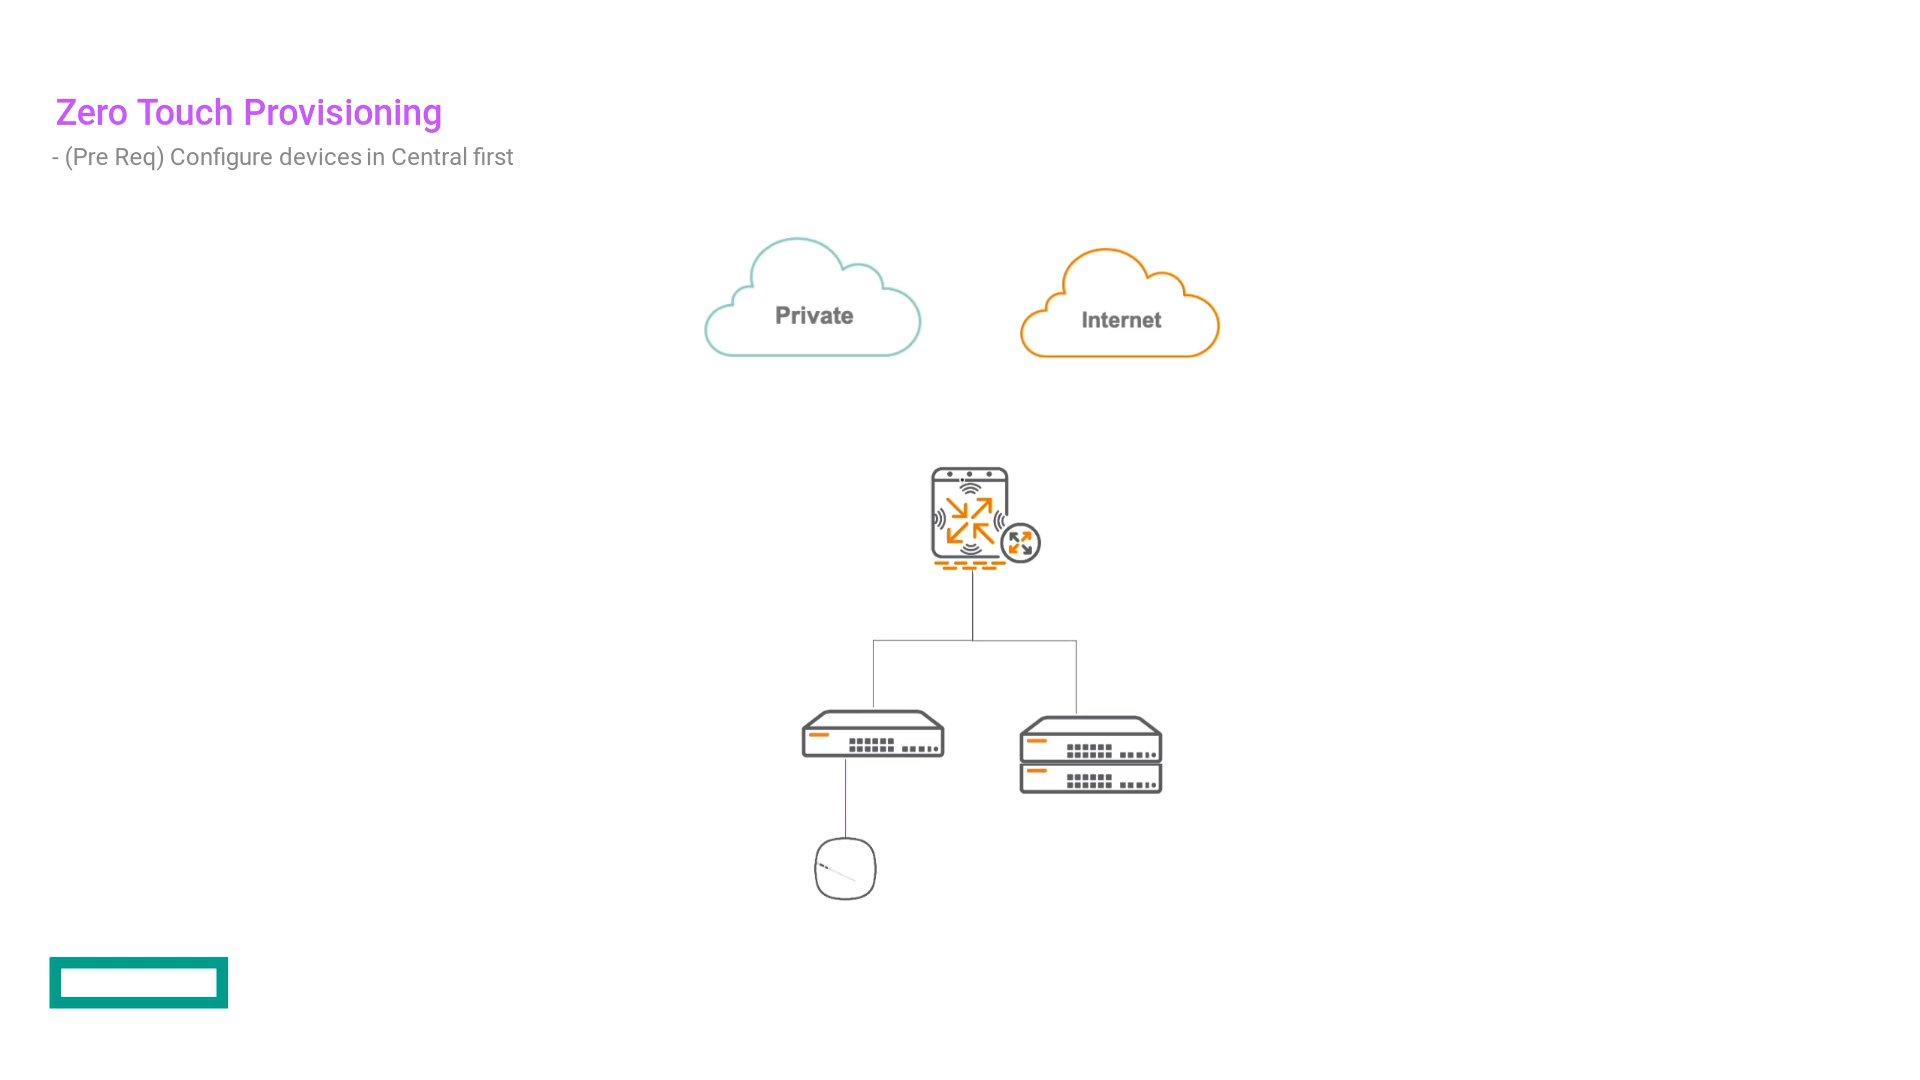 Zero Touch Provisioning
- (Pre Req) Configure devices in Central first
Private
Internet